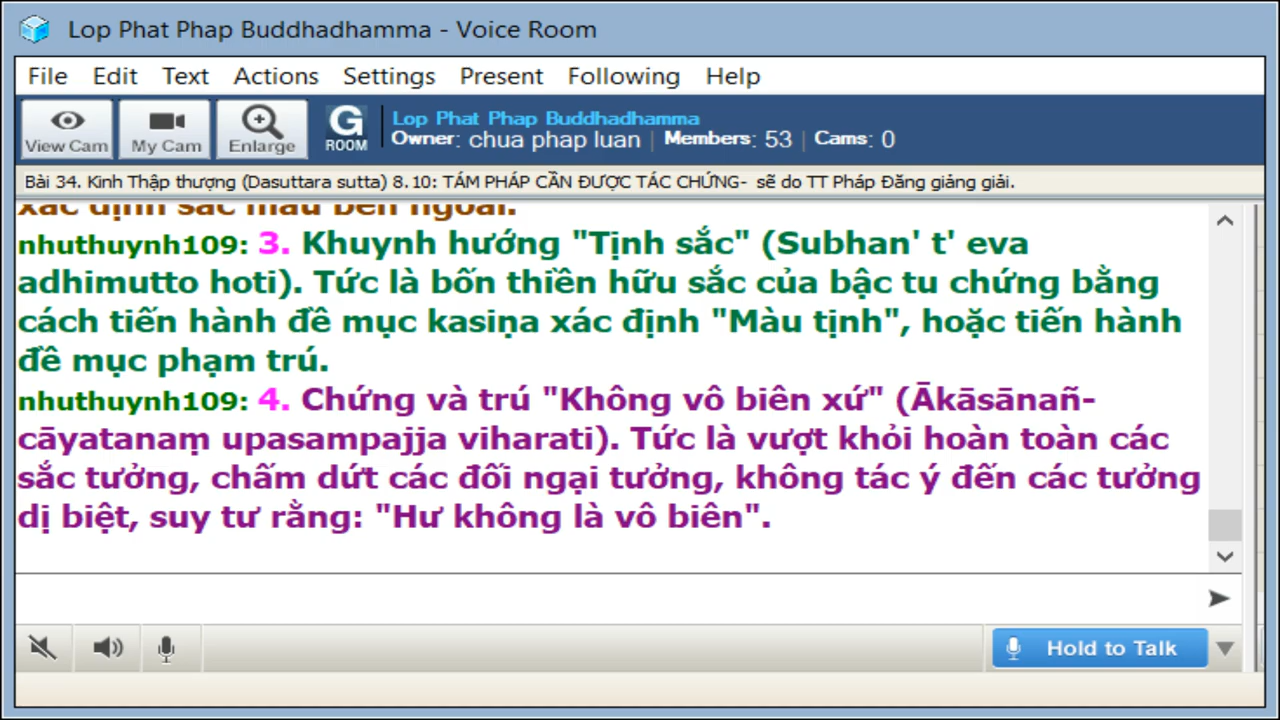 Lop Phat Phap Buddhadhamma - Voice Room
File Edit Text Actions Settings Present Following Help
View Cam My Cam Enlarge G ROOM
Lop Phat Phap Buddhadhamma
Owner: chua phap luan | Members: 53 | Cams: 0
Bài 34. Kinh Thập thượng (Dasuttara sutta) 8.10: TÁM PHÁP CẦN ĐƯỢC TÁC CHỨNG- sẽ do TT Pháp Đăng giảng giải.
xác định sắc màu bên ngoài.
nhuthuynh109: 3. Khuynh hướng "Tịnh sắc" (Subhan' t' eva
adhimutto hoti). Tức là bốn thiền hữu sắc của bậc tu chứng bằng
cách tiến hành đề mục kasiṇa xác định "Màu tịnh", hoặc tiến hành
đề mục phạm trú.
nhuthuynh109: 4. Chứng và trú "Không vô biên xứ" (Ākāsānañ-
cāyatanaṃ upasampajja viharati). Tức là vượt khỏi hoàn toàn các
sắc tưởng, chấm dứt các đối ngại tưởng, không tác ý đến các tưởng
dị biệt, suy tư rằng: "Hư không là vô biên".
Hold to Talk